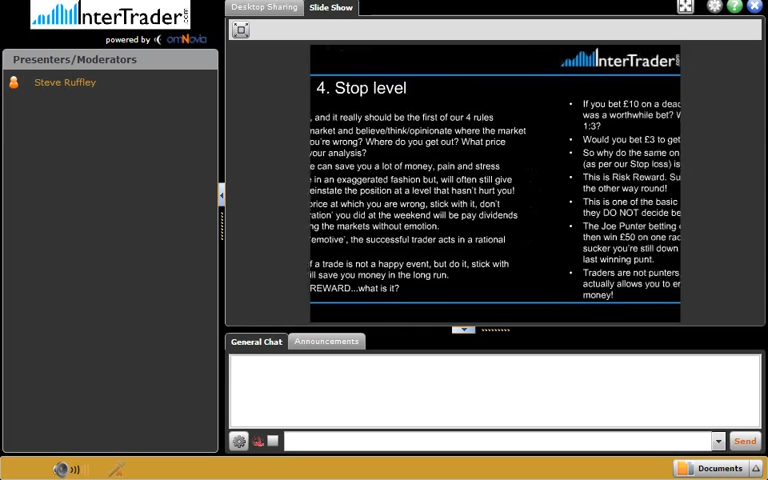 InterTrader.com
powered by omNovia
Presenters/Moderators
Steve Ruffley
Desktop Sharing
Slide Show
InterTrader
4. Stop level
, and it really should be the first of our 4 rules
market and believe/think/opinionate where the market
you're wrong? Where do you get out? What price
your analysis?
e can save you a lot of money, pain and stress
e in an exaggerated fashion but, will often still give
einstate the position at a level that hasn't hurt you!
price at which you are wrong, stick with it, don't
ration' you did at the weekend will be pay dividends
ng the markets without emotion.
'emotive', the successful trader acts in a rational
f a trade is not a happy event, but do it, stick with
ill save you money in the long run.
REWARD...what is it?
• If you bet £10 on a dead
was a worthwhile bet? W
1:3?
• Would you bet £3 to get
• So why do the same on
(as per our Stop loss) is
• This is Risk Reward. Su
the other way round!
• This is one of the basic
they DO NOT decide be
• The Joe Punter betting
then win £50 on one rac
sucker you're still down
last winning punt.
• Traders are not punters,
actually allows you to er
money!
General Chat
Announcements
Send
Documents